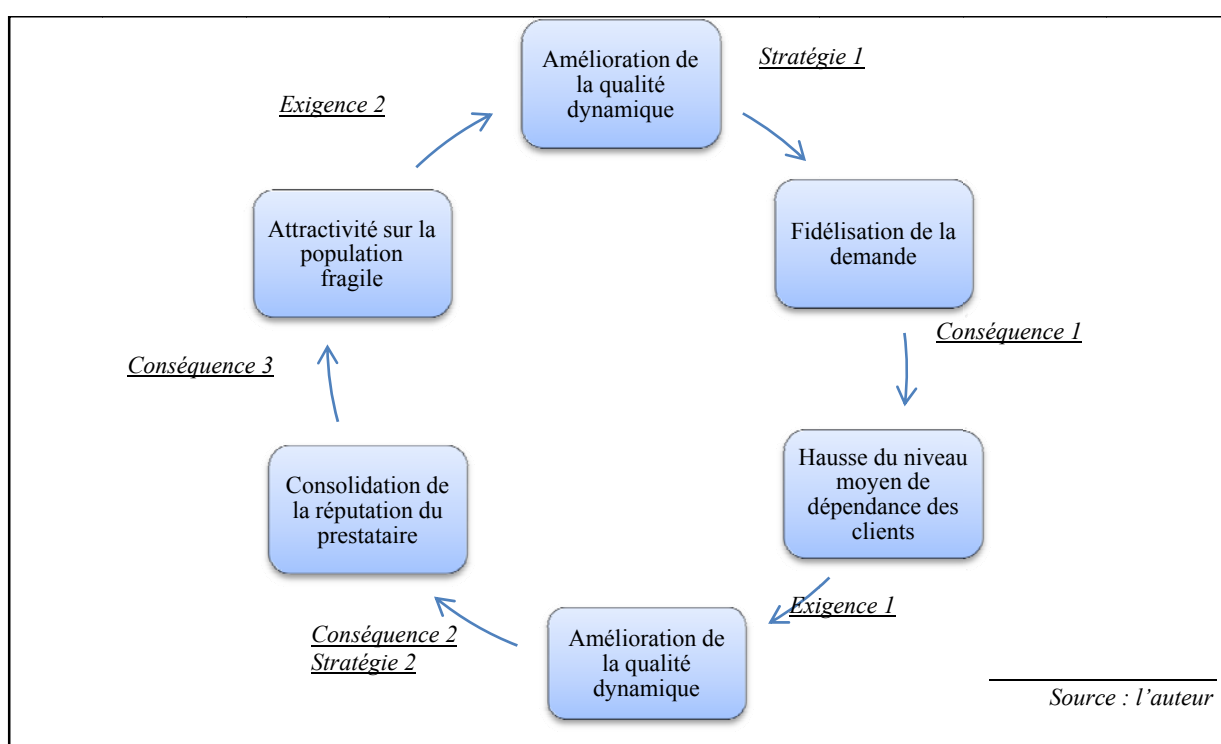 Amélioration de
la qualité
dynamique
Stratégie 1
Fidélisation de la
demande
Conséquence 1
Hausse du niveau
moyen de
dépendance des
clients
Exigence 1
Amélioration de
la qualité
dynamique
Conséquence 2
Stratégie 2
Consolidation de
la réputation du
prestataire
Conséquence 3
Attractivité sur la
population
fragile
Exigence 2
Source : l’auteur